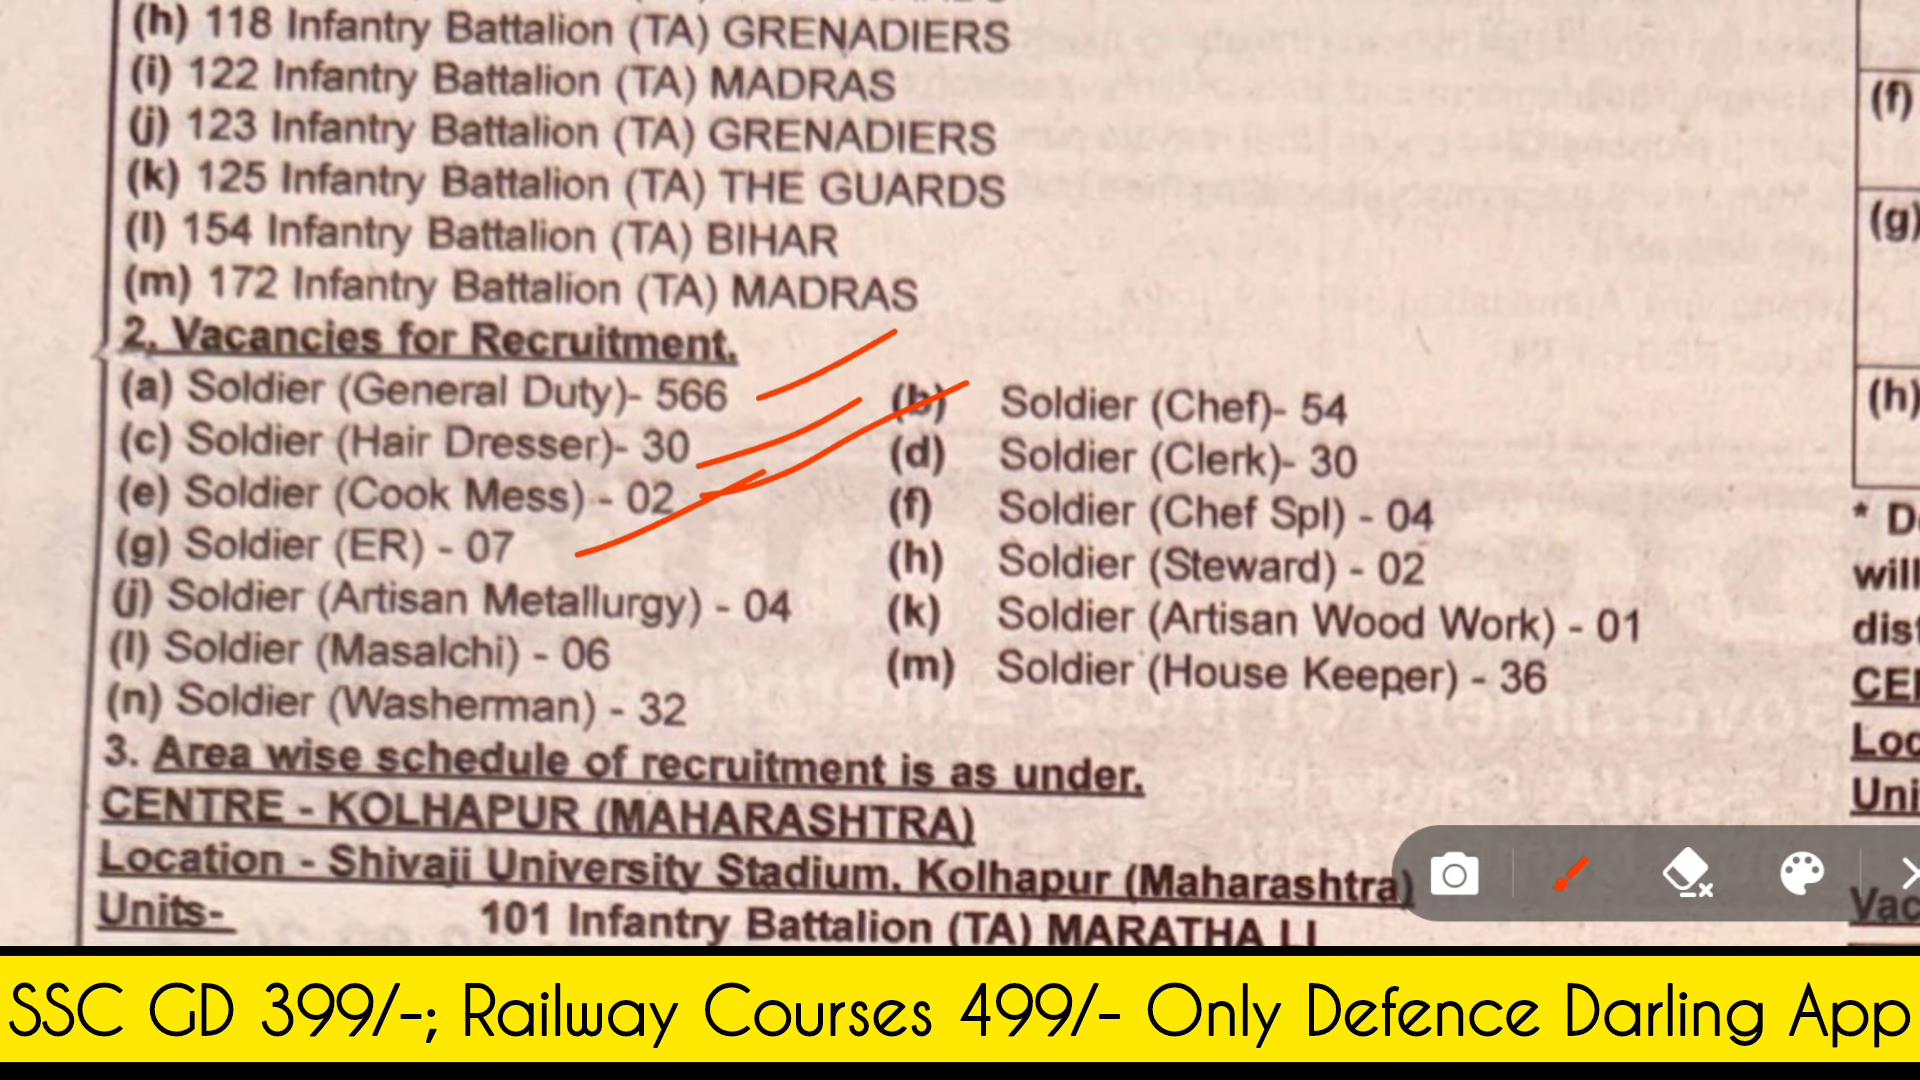 (h) 118 Infantry Battalion (TA) GRENADIERS
(i) 122 Infantry Battalion (TA) MADRAS
(j) 123 Infantry Battalion (TA) GRENADIERS
(k) 125 Infantry Battalion (TA) THE GUARDS
(l) 154 Infantry Battalion (TA) BIHAR
(m) 172 Infantry Battalion (TA) MADRAS
2. Vacancies for Recruitment.
(a) Soldier (General Duty)- 566 (b) Soldier (Chef)- 54
(c) Soldier (Hair Dresser)- 30 (d) Soldier (Clerk)- 30
(e) Soldier (Cook Mess) - 02 (f) Soldier (Chef Spl) - 04
(g) Soldier (ER) - 07 (h) Soldier (Steward) - 02
(j) Soldier (Artisan Metallurgy) - 04 (k) Soldier (Artisan Wood Work) - 01
(l) Soldier (Masalchi) - 06 (m) Soldier (House Keeper) - 36
(n) Soldier (Washerman) - 32
3. Area wise schedule of recruitment is as under.
CENTRE - KOLHAPUR (MAHARASHTRA)
Location - Shivaji University Stadium, Kolhapur (Maharashtra)
Units- 101 Infantry Battalion (TA) MARATHA LI
(f)
(g)
(h)
will
SSC GD 399/-; Railway Courses 499/- Only Defence Darling App